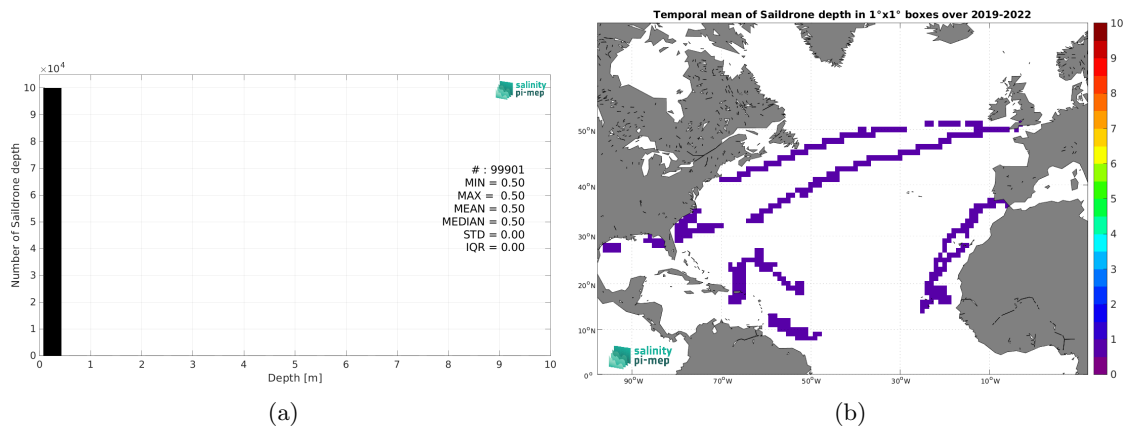 ×10⁴
10
9
8
7
6
5
4
3
2
1
0
Number of Saildrone depth
salinity
pi-mep
# : 99901
MIN = 0.50
MAX = 0.50
MEAN = 0.50
MEDIAN = 0.50
STD = 0.00
IQR = 0.00
0 1 2 3 4 5 6 7 8 9 10
Depth [m]
(a)
Temporal mean of Saildrone depth in 1°x1° boxes over 2019-2022
50°N
40°N
30°N
20°N
10°N
0°
90°W 70°W 50°W 30°W 10°W
salinity
pi-mep
10
9
8
7
6
5
4
3
2
1
0
(b)